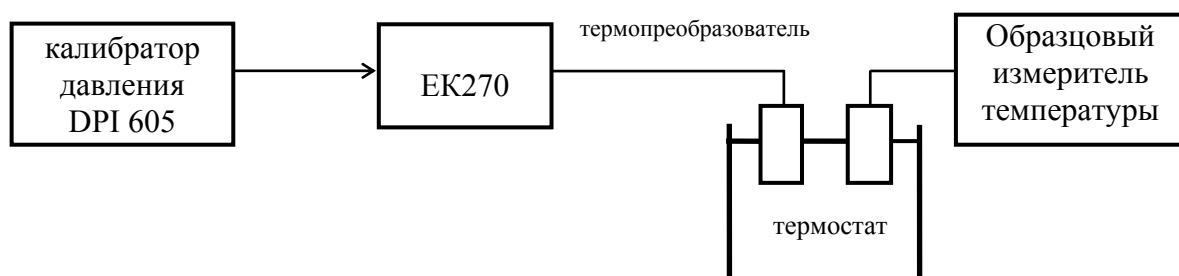 калибратор
давления
DPI 605
ЕК270
термопреобразователь
термостат
Образцовый
измеритель
температуры